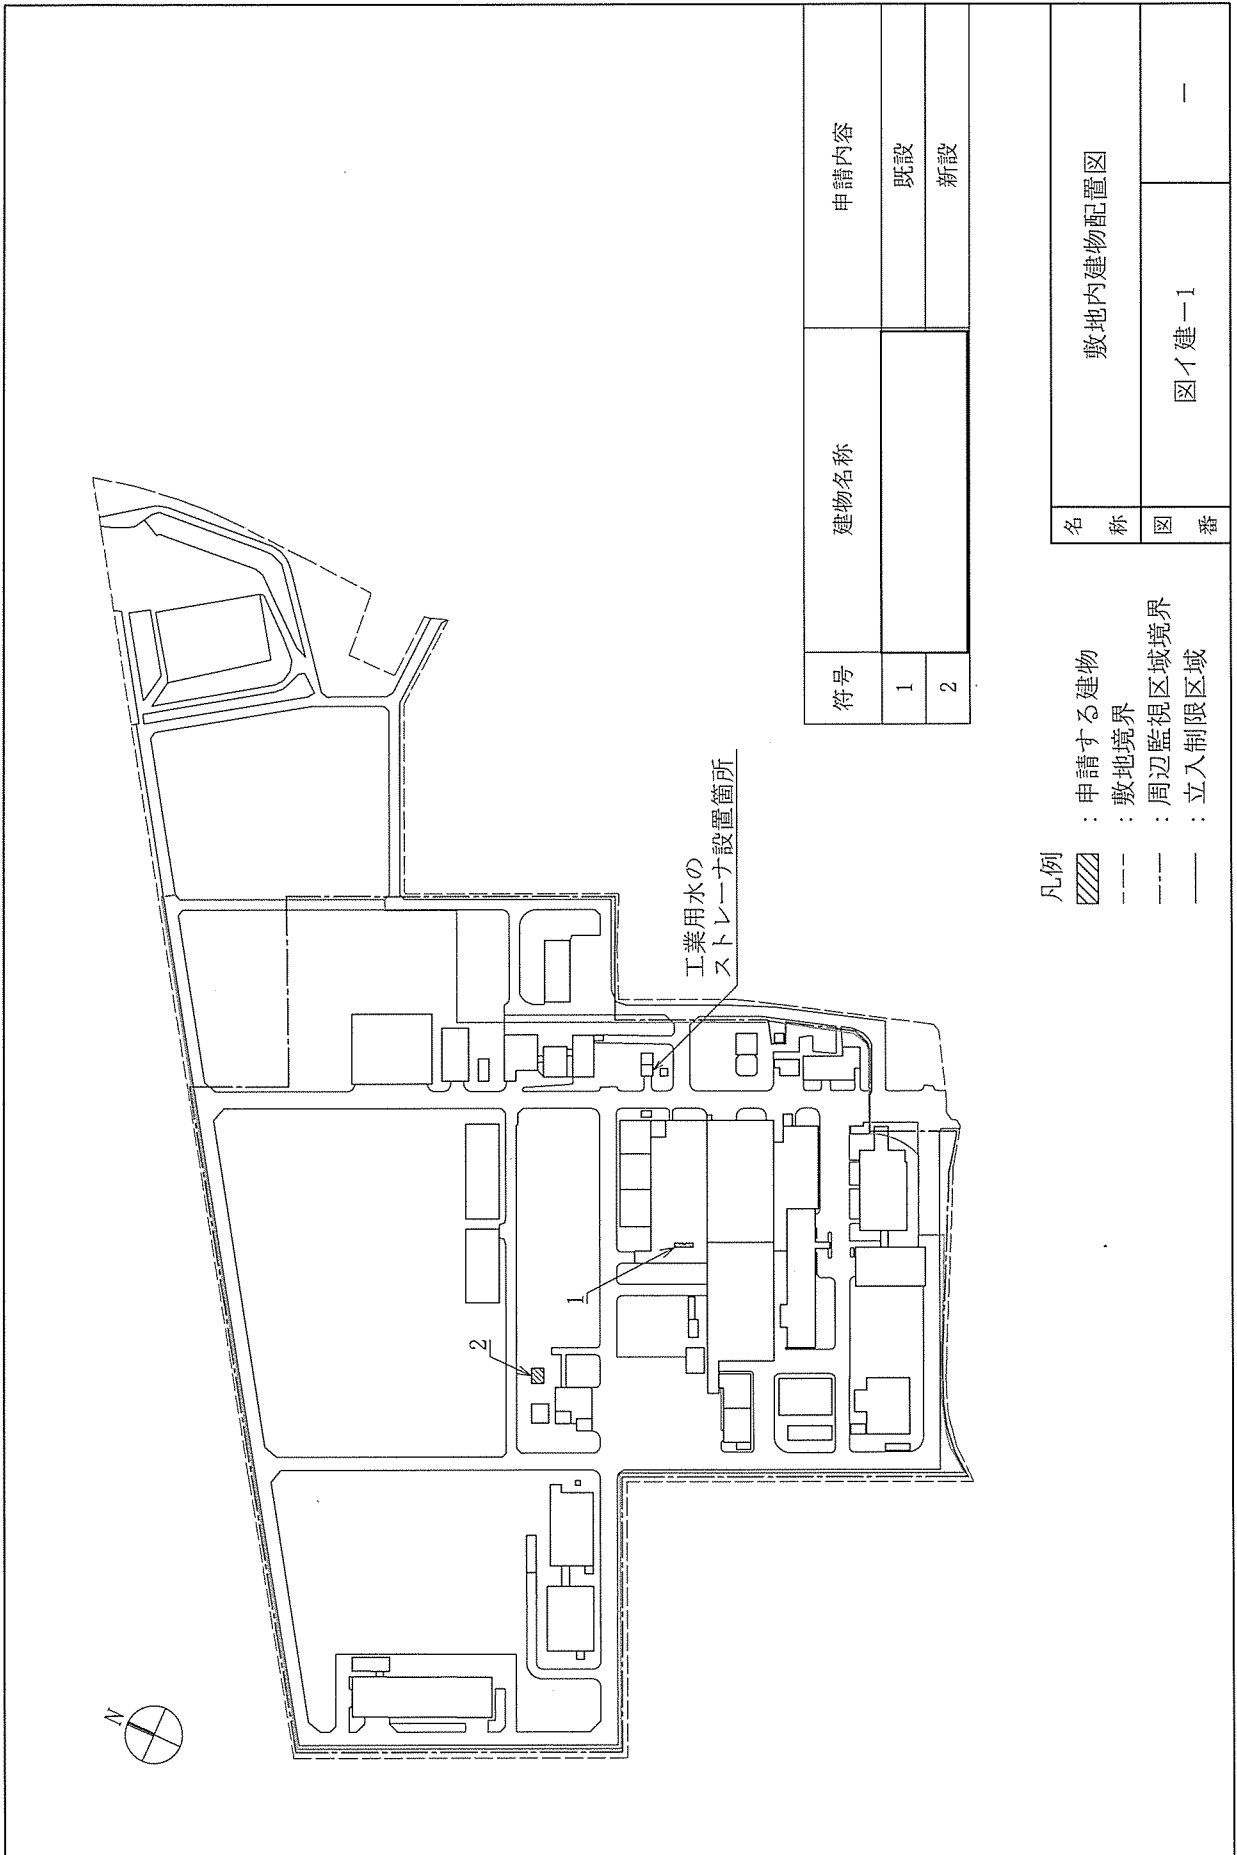 N
2
1
工業用水の
ストレーナ設置箇所
符号 建物名称 申請内容
1 既設
2 新設
凡例
：申請する建物
：敷地境界
：周辺監視区域境界
：立入制限区域
名称 敷地内建物配置図
図番 図イ建－1 －